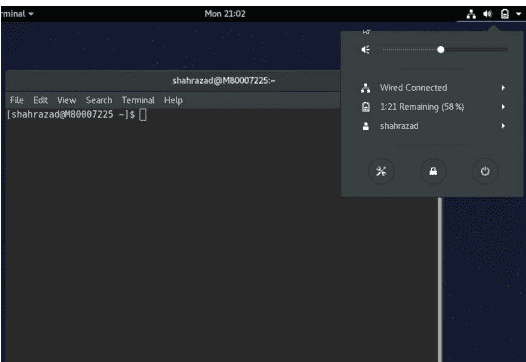 rminal
Mon 21:02
shahrazad@M80007225:~
File Edit View Search Terminal Help
[shahrazad@M80007225 ~]$
Wired Connected
1:21 Remaining (58 %)
shahrazad